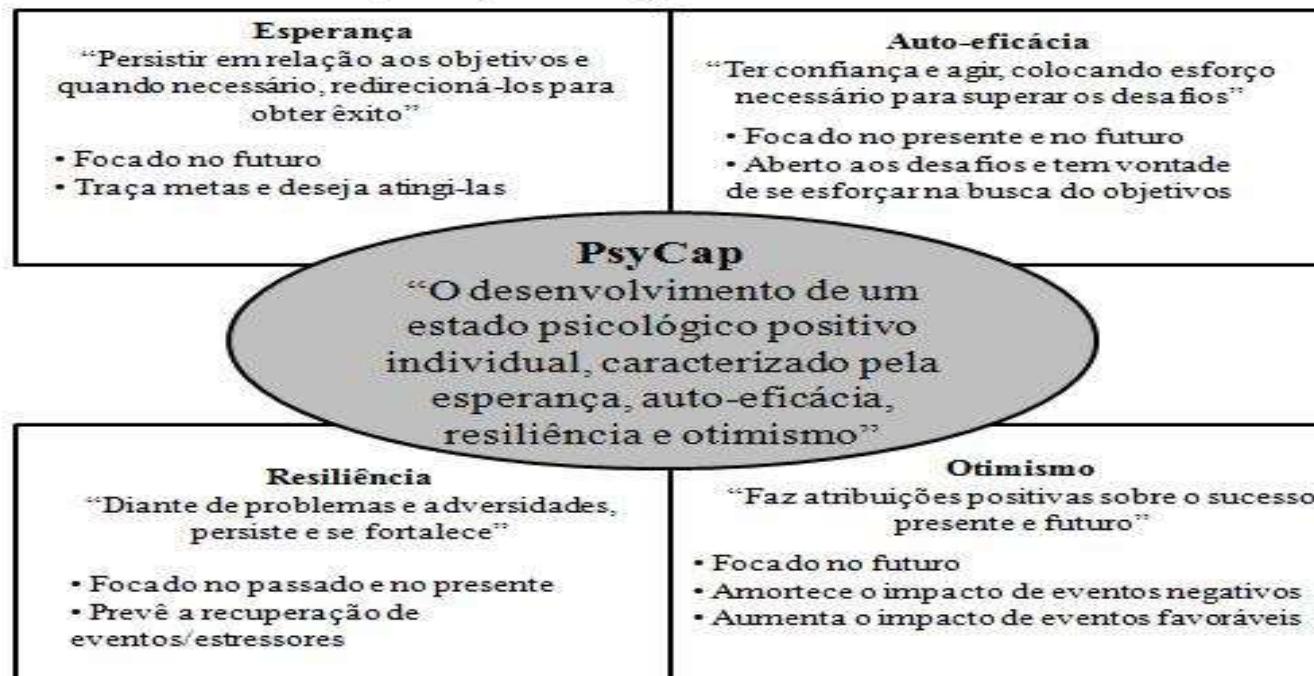 Esperança
“Persistir em relação aos objetivos e
quando necessário, redirecioná-los para
obter êxito”
• Focado no futuro
• Traça metas e deseja atingi-las
Auto-eficácia
“Ter confiança e agir, colocando esforço
necessário para superar os desafios”
• Focado no presente e no futuro
• Aberto aos desafios e tem vontade
de se esforçar na busca do objetivos
PsyCap
“O desenvolvimento de um
estado psicológico positivo
individual, caracterizado pela
esperança, auto-eficácia,
resiliência e otimismo”
Resiliência
“Diante de problemas e adversidades,
persiste e se fortalece”
• Focado no passado e no presente
• Prevê a recuperação de
eventos/estressores
Otimismo
“Faz atribuições positivas sobre o sucesso
presente e futuro”
• Focado no futuro
• Amortece o impacto de eventos negativos
• Aumenta o impacto de eventos favoráveis